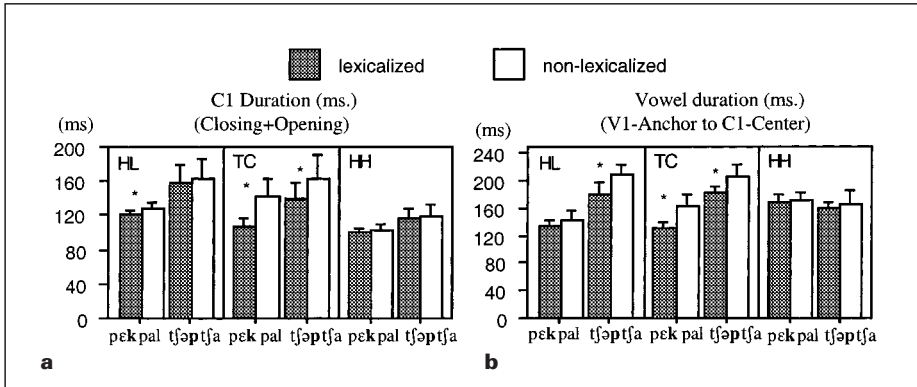 lexicalized non-lexicalized
C1 Duration (ms.)
(Closing+Opening)
(ms)
200
160
120
80
40
0
HL TC HH
* * *
pɛkpal tʃəptʃa pɛkpal tʃəptʃa pɛkpal tʃəptʃa
a
Vowel duration (ms.)
(V1-Anchor to C1-Center)
(ms)
240
200
160
120
80
40
0
HL TC HH
* * *
pɛkpal tʃəptʃa pɛkpal tʃəptʃa pɛkpal tʃəptʃa
b